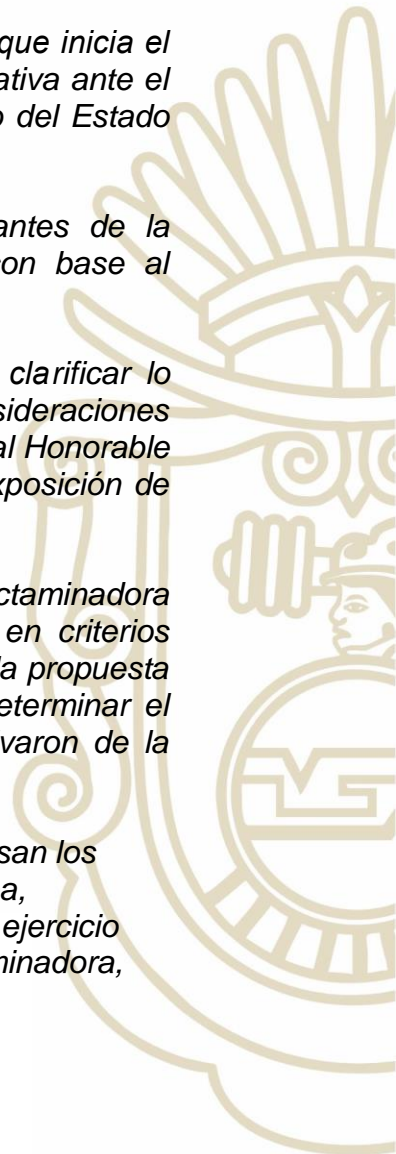 que inicia el
ativa ante el
o del Estado
antes de la
con base al
clarificar lo
sideraciones
al Honorable
xposición de
ctaminadora
en criterios
la propuesta
eterminar el
varon de la
san los
a,
ejercicio
minadora,